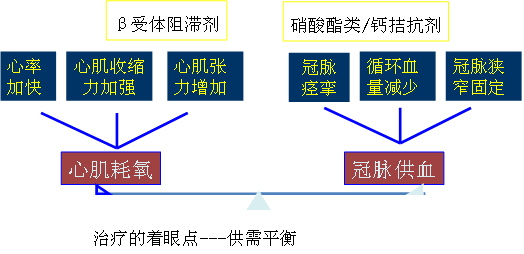 β受体阻滞剂
硝酸酯类/钙拮抗剂
心率
加快
心肌收缩
力加强
心肌张
力增加
冠脉
痉挛
循环血
量减少
冠脉狭
窄固定
心肌耗氧
冠脉供血
治疗的着眼点---供需平衡